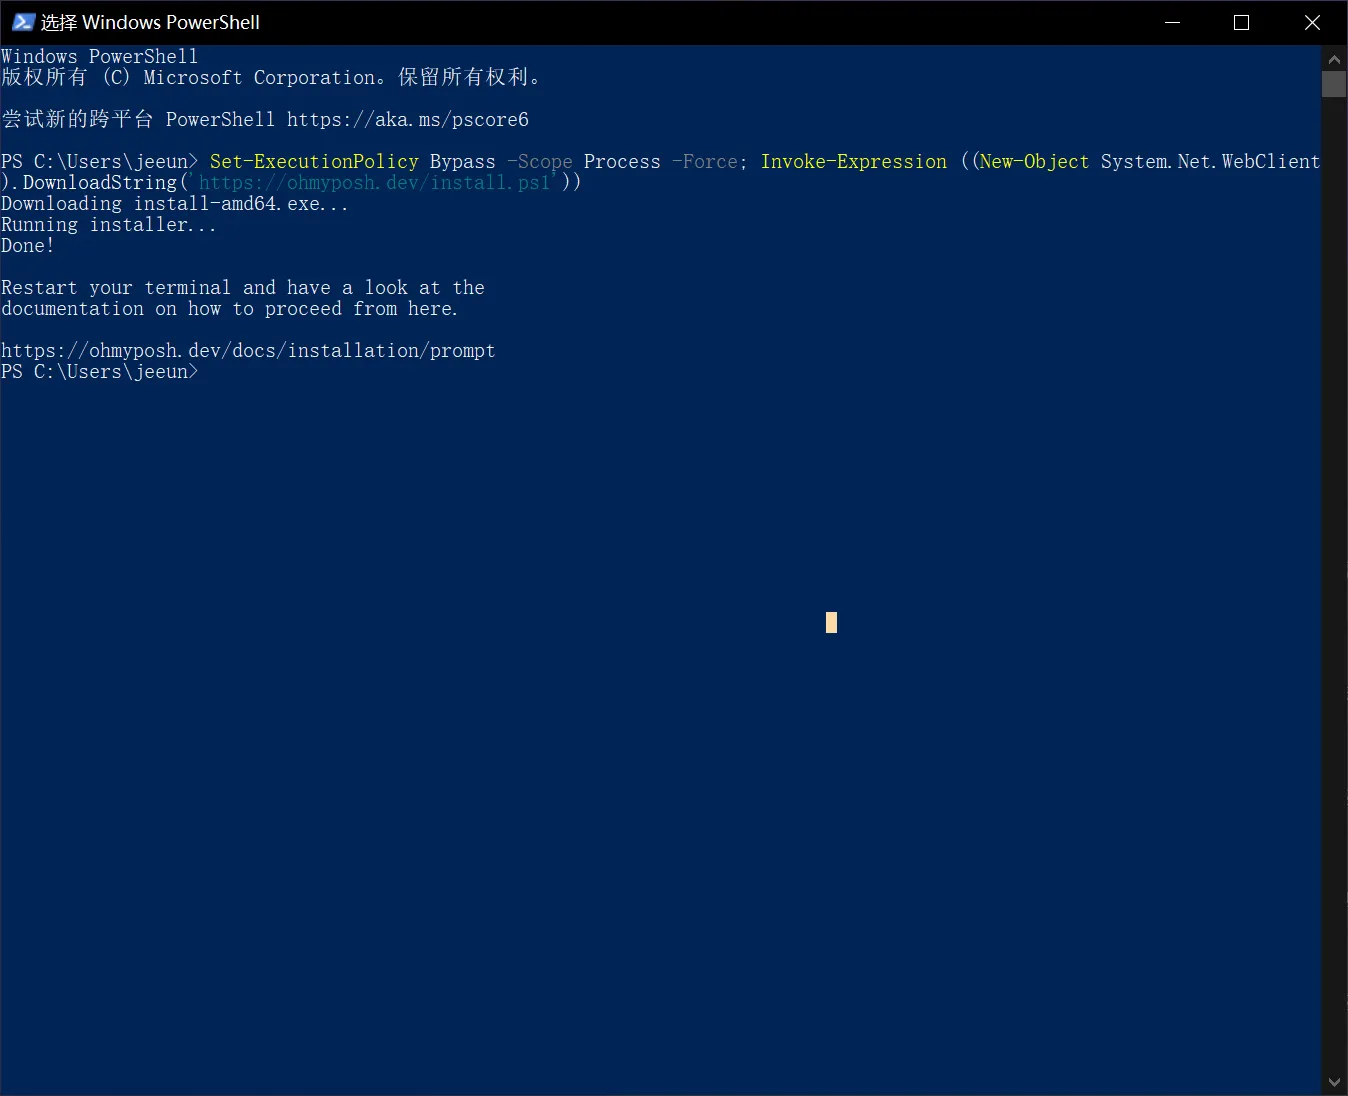 选择 Windows PowerShell
Windows PowerShell
版权所有 (C) Microsoft Corporation。保留所有权利。
尝试新的跨平台 PowerShell https://aka.ms/pscore6
PS C:\Users\jeeun> Set-ExecutionPolicy Bypass -Scope Process -Force; Invoke-Expression ((New-Object System.Net.WebClient
).DownloadString('https://ohmyposh.dev/install.ps1'))
Downloading install-amd64.exe...
Running installer...
Done!
Restart your terminal and have a look at the
documentation on how to proceed from here.
https://ohmyposh.dev/docs/installation/prompt
PS C:\Users\jeeun>